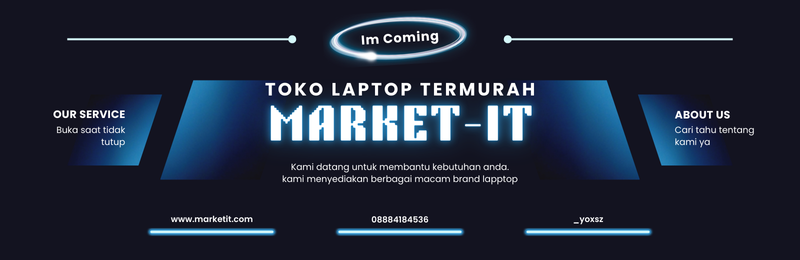 Im Coming
TOKO LAPTOP TERMURAH
MARKET-IT
OUR SERVICE
Buka saat tidak
tutup
ABOUT US
Cari tahu tentang
kami ya
Kami datang untuk membantu kebutuhan anda.
kami menyediakan berbagai macam brand lapptop
www.marketit.com
08884184536
_yoxsz